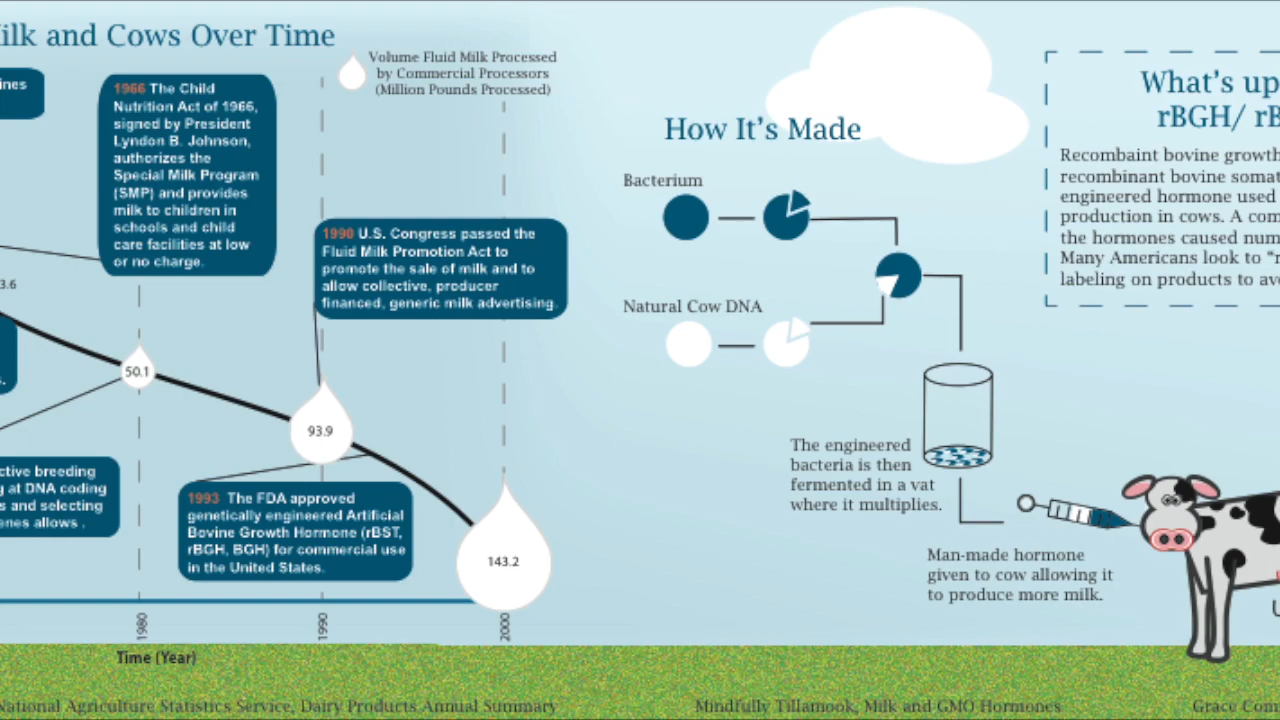 ilk and Cows Over Time
Volume Fluid Milk Processed
by Commercial Processors
(Million Pounds Processed)
ines
1966 The Child
Nutrition Act of 1966,
signed by President
Lyndon B. Johnson,
authorizes the
Special Milk Program
(SMP) and provides
milk to children in
schools and child
care facilities at low
or no charge.
1990 U.S. Congress passed the
Fluid Milk Promotion Act to
promote the sale of milk and to
allow collective, producer
financed, generic milk advertising.
3.6
s.
50.1
93.9
143.2
ctive breeding
g at DNA coding
s and selecting
enes allows .
1993 The FDA approved
genetically engineered Artificial
Bovine Growth Hormone (rBST,
rBGH, BGH) for commercial use
in the United States.
1980
1990
2000
Time (Year)
How It's Made
Bacterium
Natural Cow DNA
The engineered
bacteria is then
fermented in a vat
where it multiplies.
Man-made hormone
given to cow allowing it
to produce more milk.
What's up
rBGH/ rB
Recombaint bovine growth
recombinant bovine somat
engineered hormone used
production in cows. A com
the hormones caused num
Many Americans look to "r
labeling on products to avo
National Agriculture Statistics Service, Dairy Products Annual Summary
Mindfully Tillamook, Milk and GMO Hormones
Grace Com